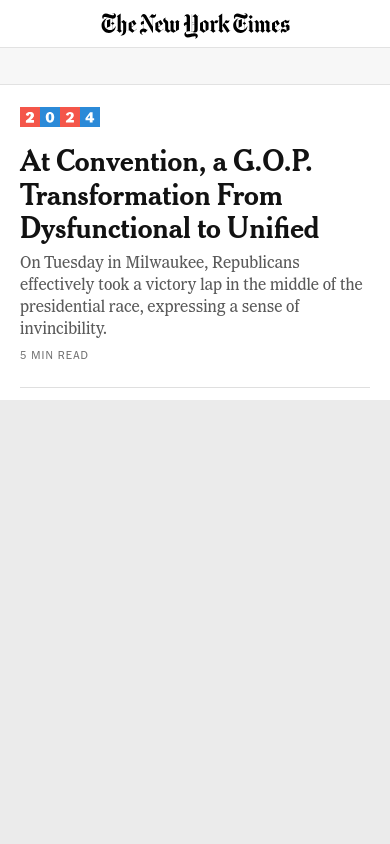 The New York Times
2024
At Convention, a G.O.P.
Transformation From
Dysfunctional to Unified
On Tuesday in Milwaukee, Republicans
effectively took a victory lap in the middle of the
presidential race, expressing a sense of
invincibility.
5 MIN READ